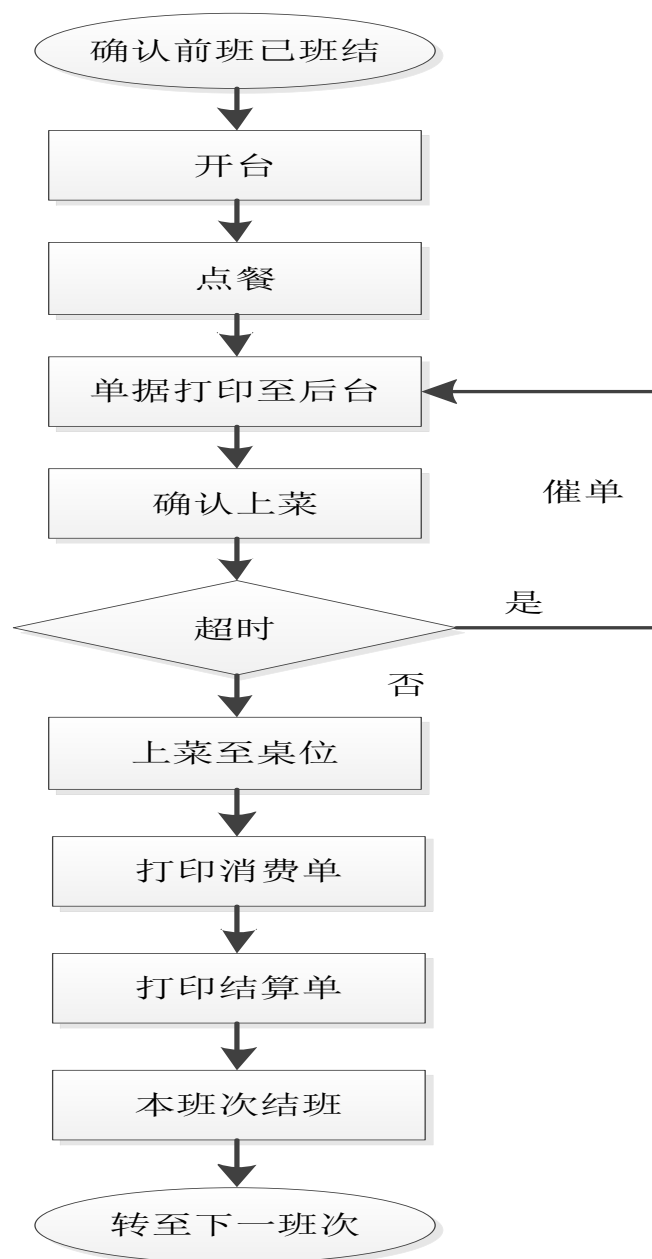 确认前班已班结
开台
点餐
单据打印至后台
催单
确认上菜
是
超时
否
上菜至桌位
打印消费单
打印结算单
本班次结班
转至下一班次